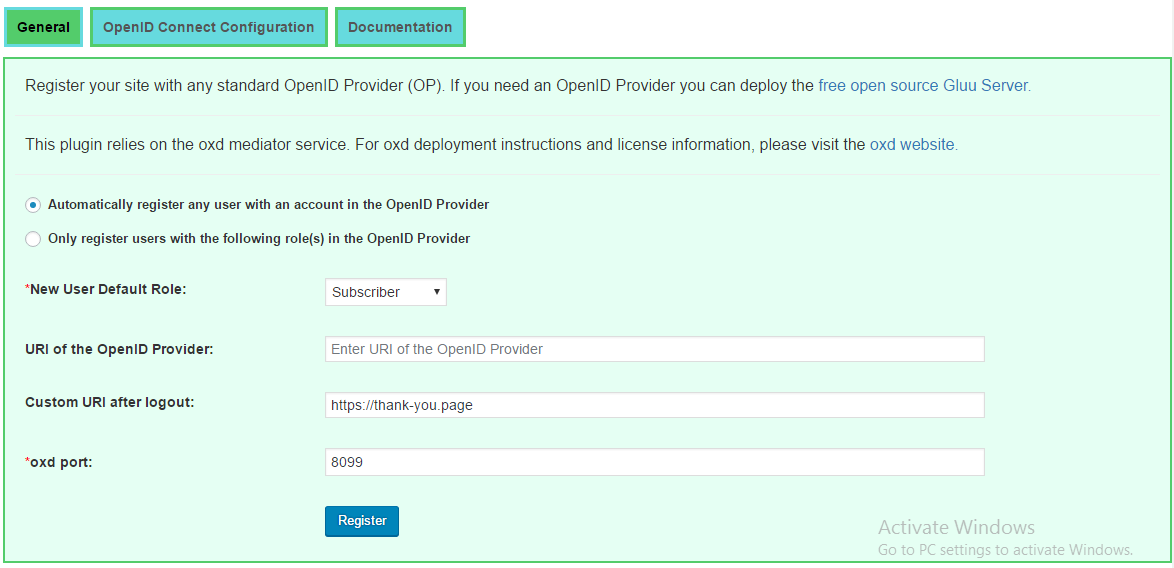 General
OpenID Connect Configuration
Documentation
Register your site with any standard OpenID Provider (OP). If you need an OpenID Provider you can deploy the free open source Gluu Server.
This plugin relies on the oxd mediator service. For oxd deployment instructions and license information, please visit the oxd website.
Automatically register any user with an account in the OpenID Provider
Only register users with the following role(s) in the OpenID Provider
*New User Default Role:
Subscriber
URI of the OpenID Provider:
Enter URI of the OpenID Provider
Custom URI after logout:
https://thank-you.page
*oxd port:
8099
Register
Activate Windows
Go to PC settings to activate Windows.